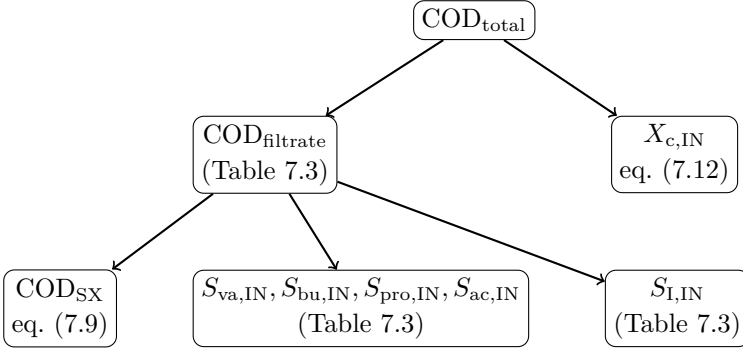 COD_total
COD_filtrate
(Table 7.3)
X_c,IN
eq. (7.12)
COD_SX
eq. (7.9)
S_va,IN, S_bu,IN, S_pro,IN, S_ac,IN
(Table 7.3)
S_I,IN
(Table 7.3)